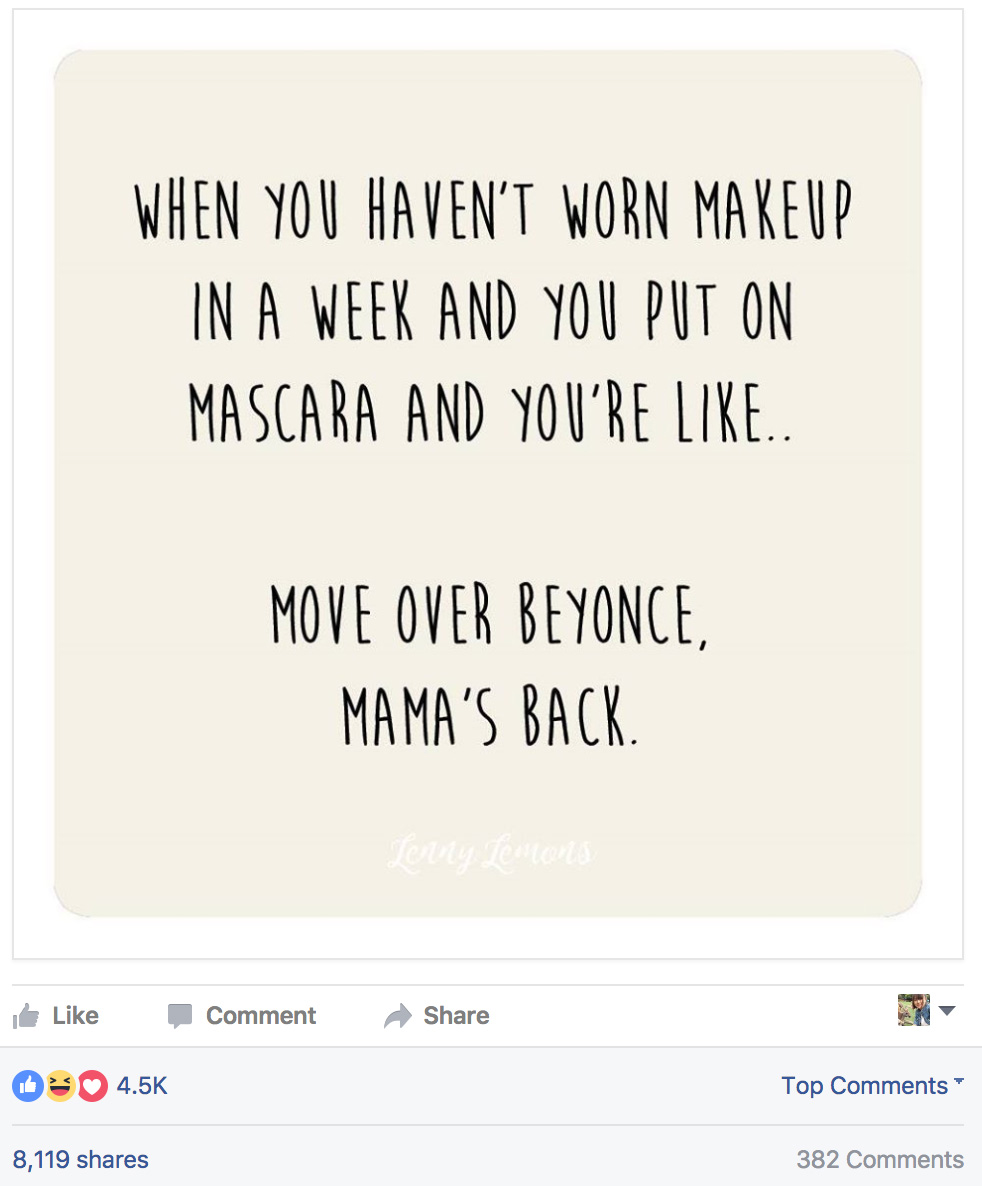 WHEN YOU HAVEN'T WORN MAKEUP
IN A WEEK AND YOU PUT ON
MASCARA AND YOU'RE LIKE..
MOVE OVER BEYONCE,
MAMA'S BACK.
Lenny Lemons
Like Comment Share
4.5K Top Comments
8,119 shares 382 Comments